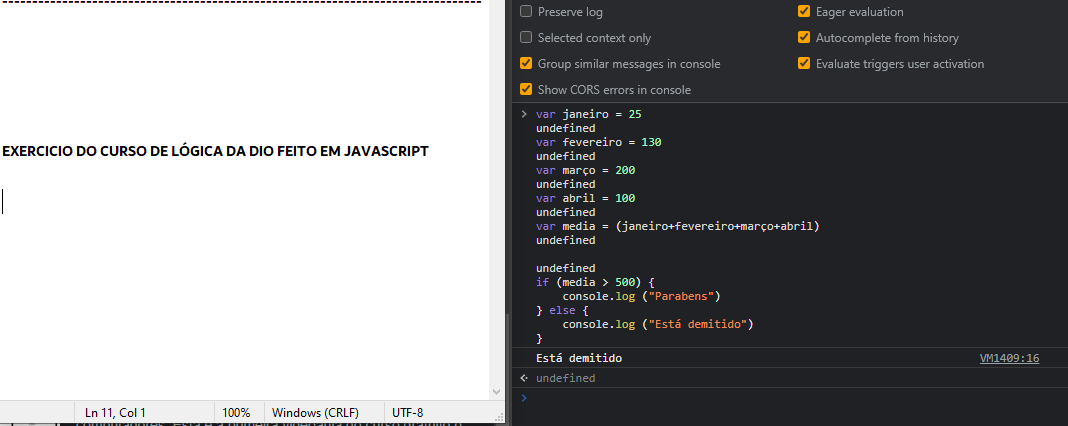 --------------------------------------------------------------------------------
EXERCICIO DO CURSO DE LÓGICA DA DIO FEITO EM JAVASCRIPT
Ln 11, Col 1 100% Windows (CRLF) UTF-8
Preserve log
Eager evaluation
Selected context only
Autocomplete from history
Group similar messages in console
Evaluate triggers user activation
Show CORS errors in console
> var janeiro = 25
undefined
var fevereiro = 130
undefined
var março = 200
undefined
var abril = 100
undefined
var media = (janeiro+fevereiro+março+abril)
undefined
undefined
if (media > 500) {
    console.log ("Parabens")
} else {
    console.log ("Está demitido")
}
Está demitido VM1409:16
undefined
>